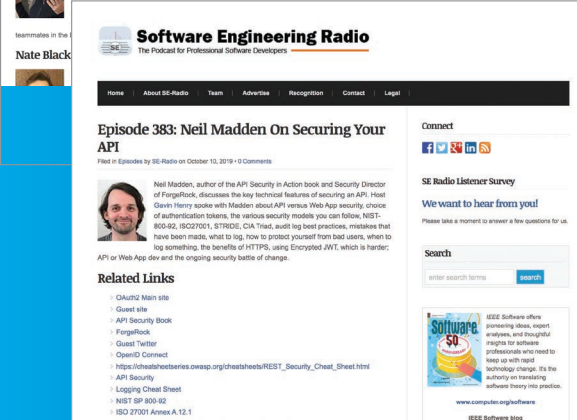 teammates in the
Nate Black
SE
Software Engineering Radio
The Podcast for Professional Software Developers
Home | About SE-Radio | Team | Advertise | Recognition | Contact | Legal |
Episode 383: Neil Madden On Securing Your
API
Filed in Episodes by SE-Radio on October 10, 2019 • 0 Comments
Neil Madden, author of the API Security in Action book and Security Director
of ForgeRock, discusses the key technical features of securing an API. Host
Gavin Henry spoke with Madden about API versus Web App security, choice
of authentication tokens, the various security models you can follow, NIST-
800-92, ISO27001, STRIDE, CIA Triad, audit log best practices, mistakes that
have been made, what to log, how to protect yourself from bad users, when to
log something, the benefits of HTTPS, using Encrypted JWT, which is harder;
API or Web App dev and the ongoing security battle of change.
Related Links
OAuth2 Main site
Guest site
API Security Book
ForgeRock
Guest Twitter
OpenID Connect
https://cheatsheetseries.owasp.org/cheatsheets/REST_Security_Cheat_Sheet.html
API Security
Logging Cheat Sheet
NIST SP 800-92
ISO 27001 Annex A.12.1
Connect
SE Radio Listener Survey
We want to hear from you!
Please take a moment to answer a few questions for us.
Search
enter search terms
search
Software
50
IEEE Software offers
pioneering ideas, expert
analyses, and thoughtful
insights for software
professionals who need to
keep up with rapid
technology change. It's the
authority on translating
software theory into practice.
www.computer.org/software
IEEE Software blog